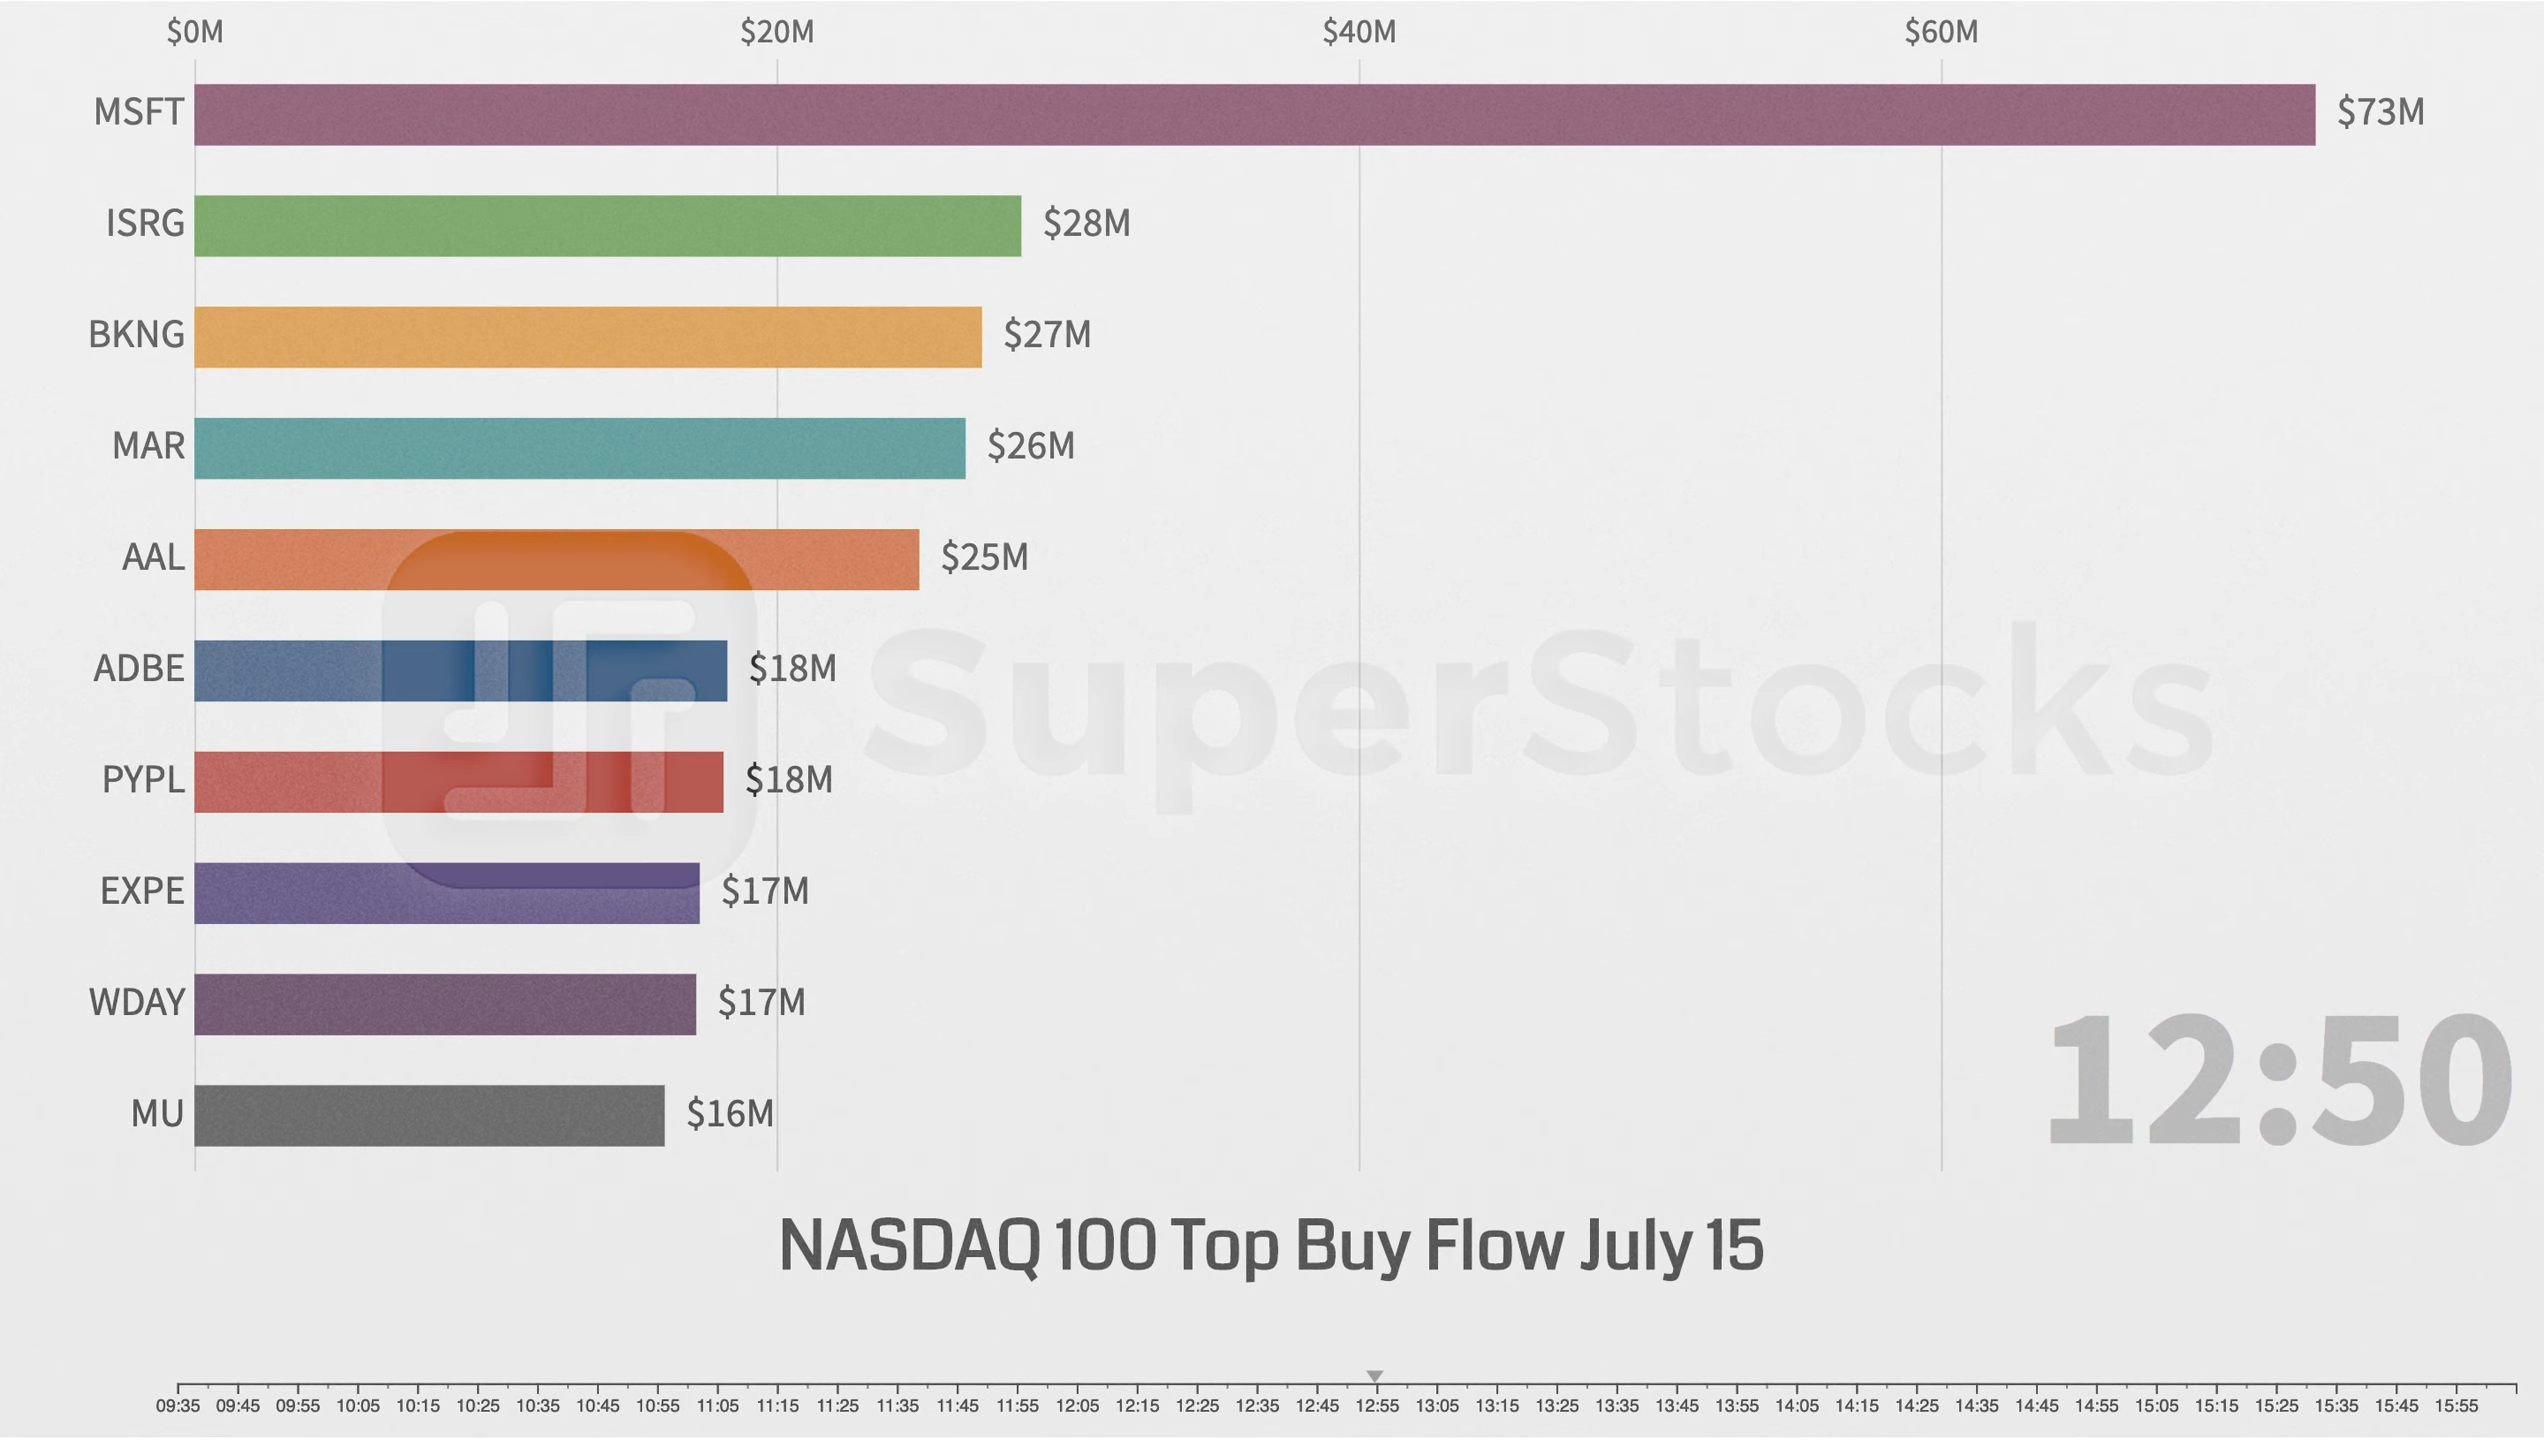 $0M $20M $40M $60M
MSFT $73M
ISRG $28M
BKNG $27M
MAR $26M
AAL $25M
ADBE $18M
SuperStocks
PYPL $18M
EXPE $17M
WDAY $17M
MU $16M
12:50
NASDAQ 100 Top Buy Flow July 15
09:35 09:45 09:55 10:05 10:15 10:25 10:35 10:45 10:55 11:05 11:15 11:25 11:35 11:45 11:55 12:05 12:15 12:25 12:35 12:45 12:55 13:05 13:15 13:25 13:35 13:45 13:55 14:05 14:15 14:25 14:35 14:45 14:55 15:05 15:15 15:25 15:35 15:45 15:55